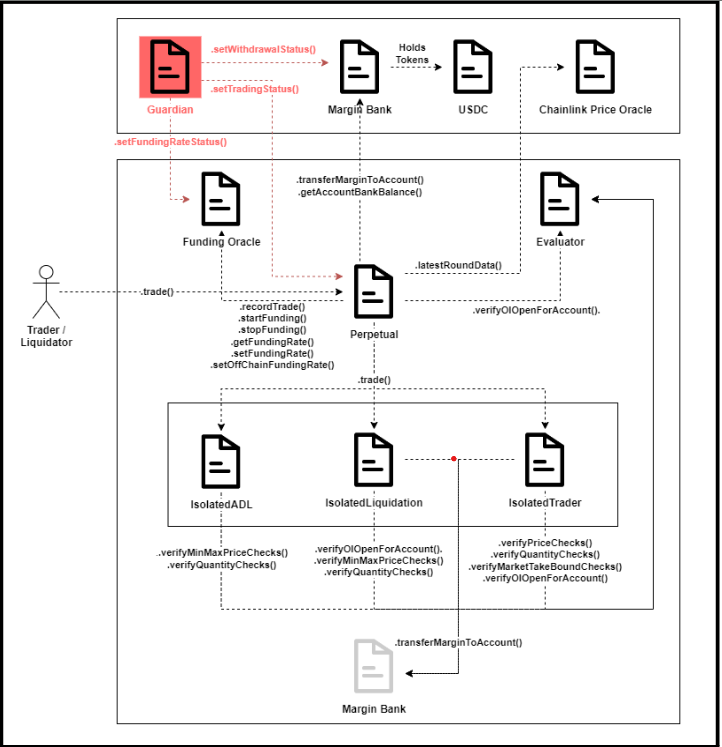 .setWithdrawalStatus()
Holds
Tokens
.setTradingStatus()
Guardian
Margin Bank
USDC
Chainlink Price Oracle
.setFundingRateStatus()
.transferMarginToAccount()
.getAccountBankBalance()
Funding Oracle
Evaluator
.latestRoundData()
.trade()
.verifyOIOpenForAccount().
.recordTrade()
.startFunding()
.stopFunding()
.getFundingRate()
.setFundingRate()
.setOffChainFundingRate()
Trader /
Liquidator
Perpetual
.trade()
IsolatedADL
IsolatedLiquidation
IsolatedTrader
.verifyMinMaxPriceChecks()
.verifyQuantityChecks()
.verifyOIOpenForAccount().
.verifyMinMaxPriceChecks()
.verifyQuantityChecks()
.verifyPriceChecks()
.verifyQuantityChecks()
.verifyMarketTakeBoundChecks()
.verifyOIOpenForAccount()
.transferMarginToAccount()
Margin Bank